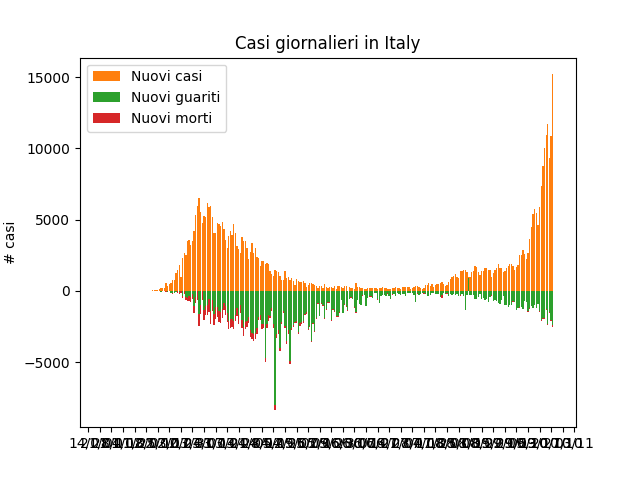 Casi giornalieri in Italy
Nuovi casi
Nuovi guariti
Nuovi morti
# casi
15000
10000
5000
0
−5000